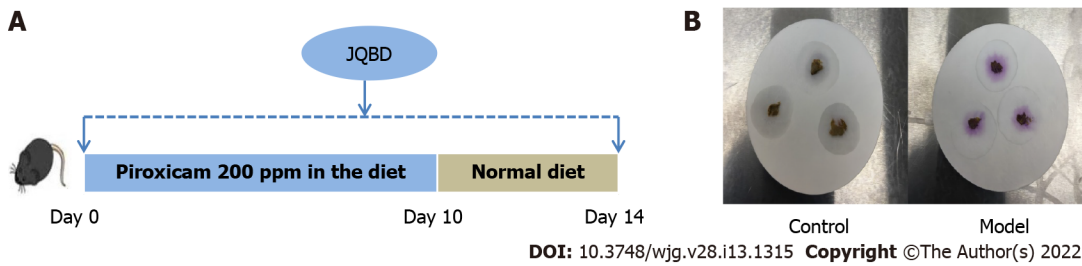 A
JQBD
Piroxicam 200 ppm in the diet
Normal diet
Day 0
Day 10
Day 14
B
Control
Model
DOI: 10.3748/wjg.v28.i13.1315 Copyright ©The Author(s) 2022